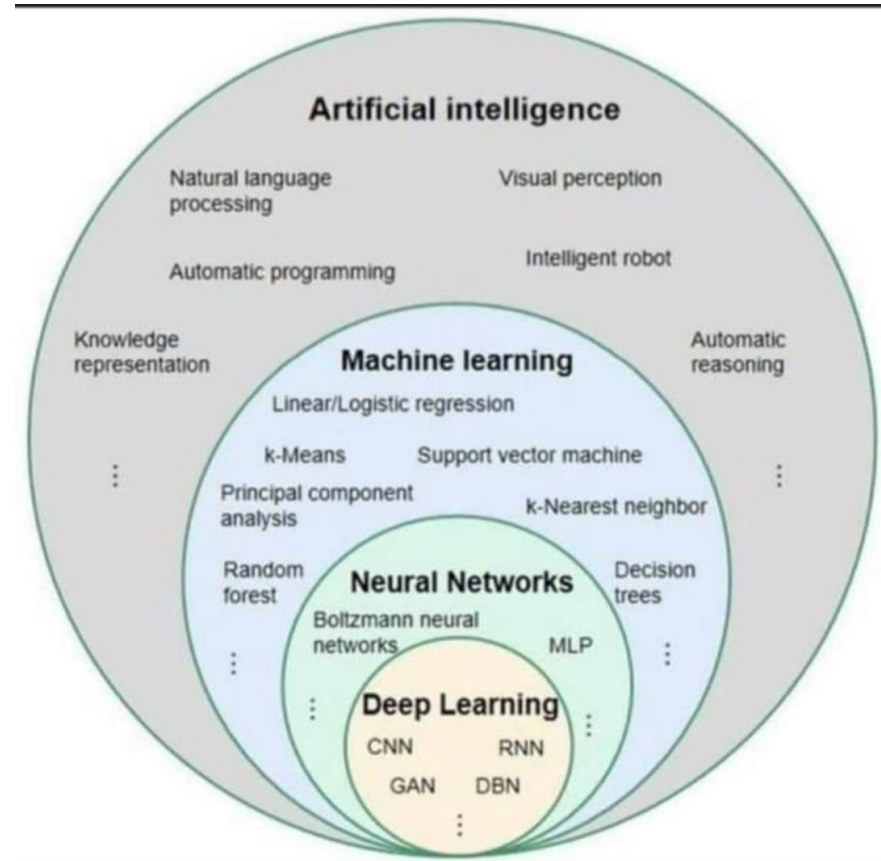 Artificial intelligence
Natural language
processing
Visual perception
Automatic programming
Intelligent robot
Knowledge
representation
Automatic
reasoning
⋮
⋮
Machine learning
Linear/Logistic regression
k-Means
Support vector machine
Principal component
analysis
k-Nearest neighbor
Random
forest
Decision
trees
⋮
⋮
Neural Networks
Boltzmann neural
networks
MLP
⋮
⋮
Deep Learning
CNN
RNN
GAN
DBN
⋮